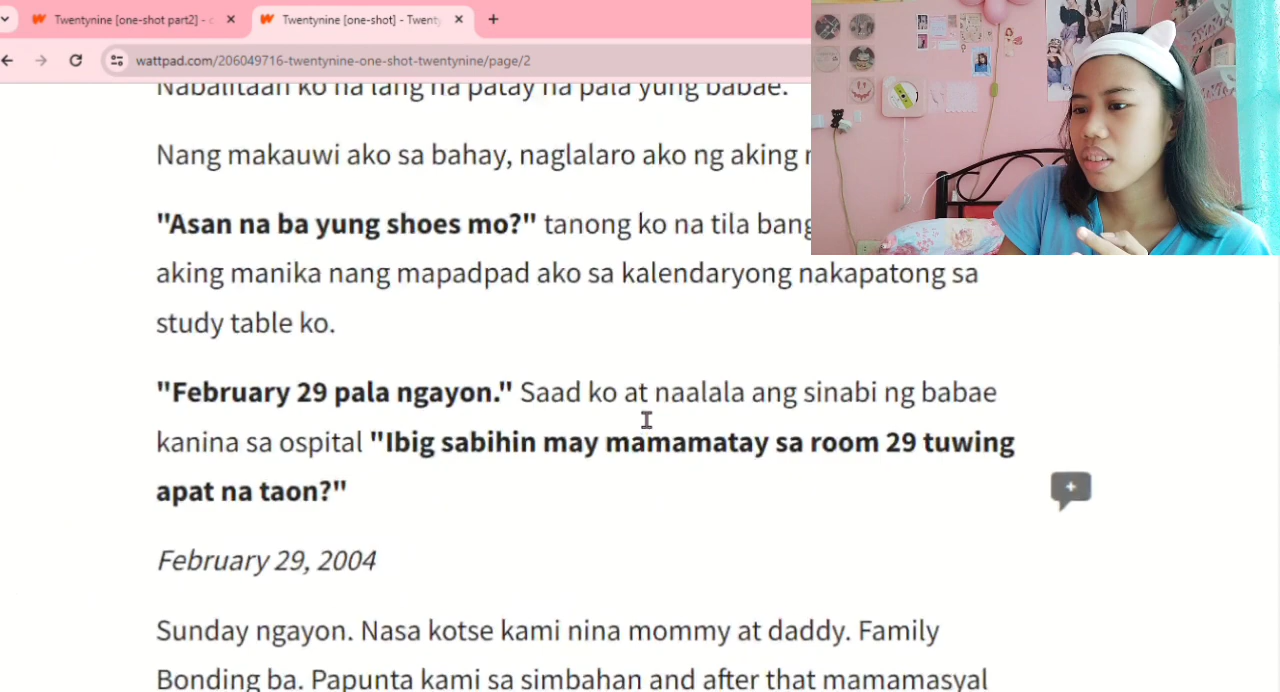 Twentynine [one-shot part2] -
Twentynine [one-shot] - Twenty
wattpad.com/206049716-twentynine-one-shot-twentynine/page/2
Nabalitaan ko na lang na patay na pala yung babae.
Nang makauwi ako sa bahay, naglalaro ako ng aking
"Asan na ba yung shoes mo?" tanong ko na tila
aking manika nang mapadpad ako sa kalendaryong nakapatong sa
study table ko.
"February 29 pala ngayon." Saad ko at naalala ang sinabi ng babae
kanina sa ospital "Ibig sabihin may mamamatay sa room 29 tuwing
apat na taon?"
February 29, 2004
Sunday ngayon. Nasa kotse kami nina mommy at daddy. Family
Bonding ba. Papunta kami sa simbahan and after that mamamasyal